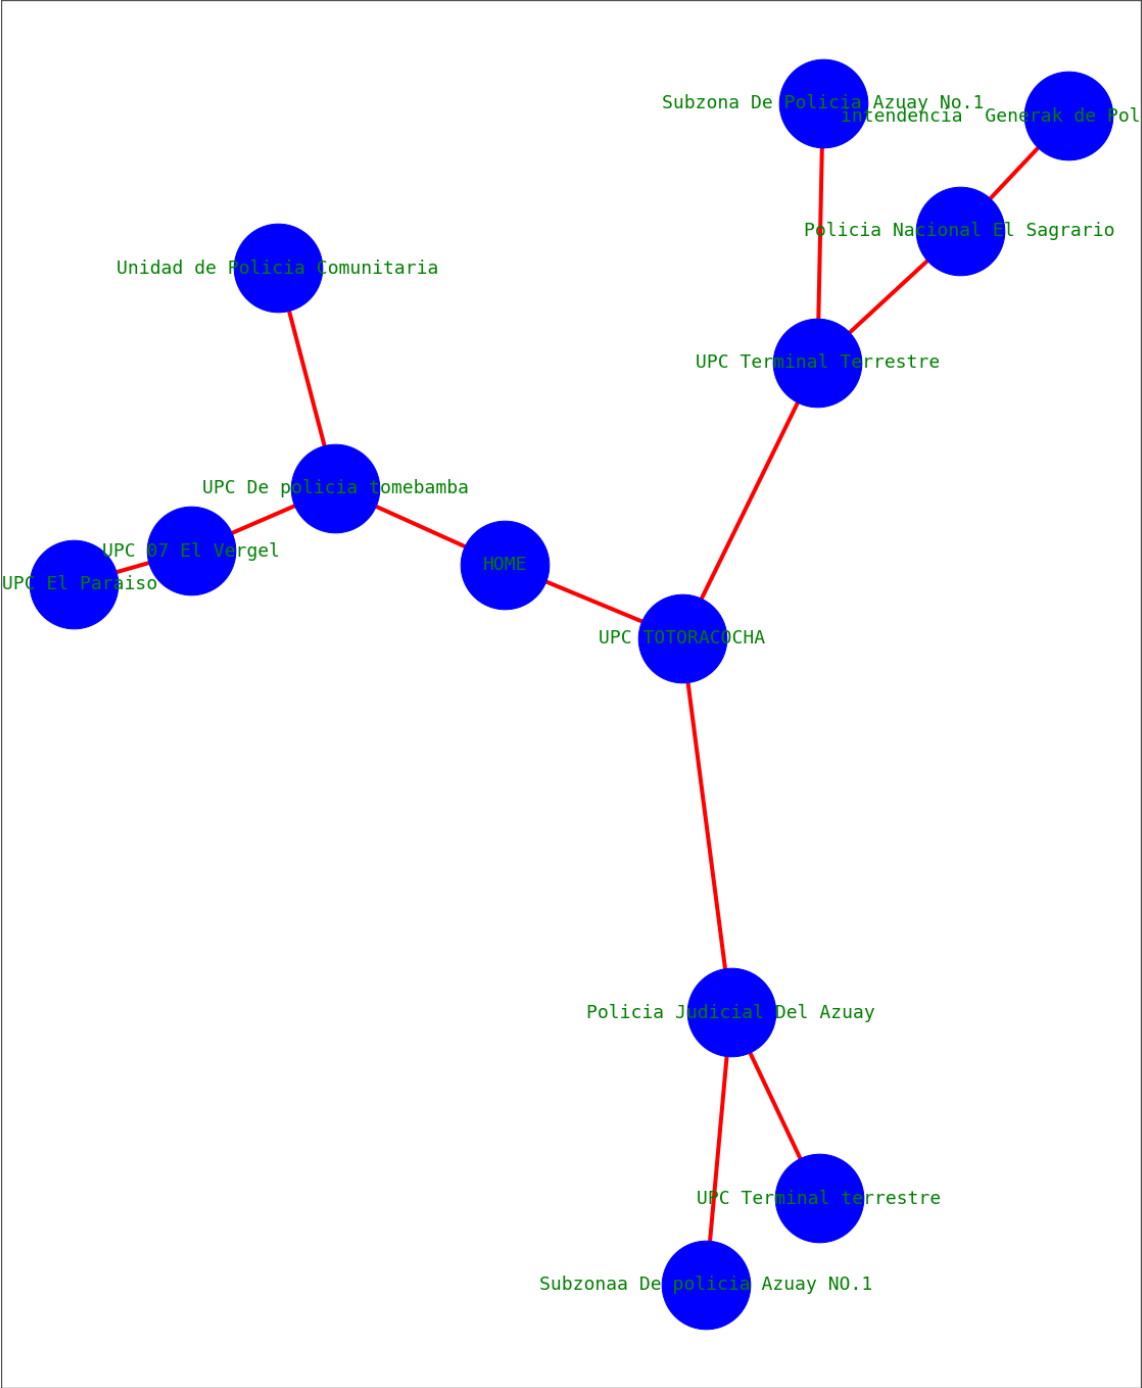 Subzona De Policia Azuay No.1
intendencia  Generak de Pol
Policia Nacional El Sagrario
Unidad de Policia Comunitaria
UPC Terminal Terrestre
UPC De policia tomebamba
UPC 07 El Vergel
HOME
UPC El Paraiso
UPC TOTORACOCHA
Policia Judicial Del Azuay
UPC Terminal terrestre
Subzonaa De policia Azuay NO.1